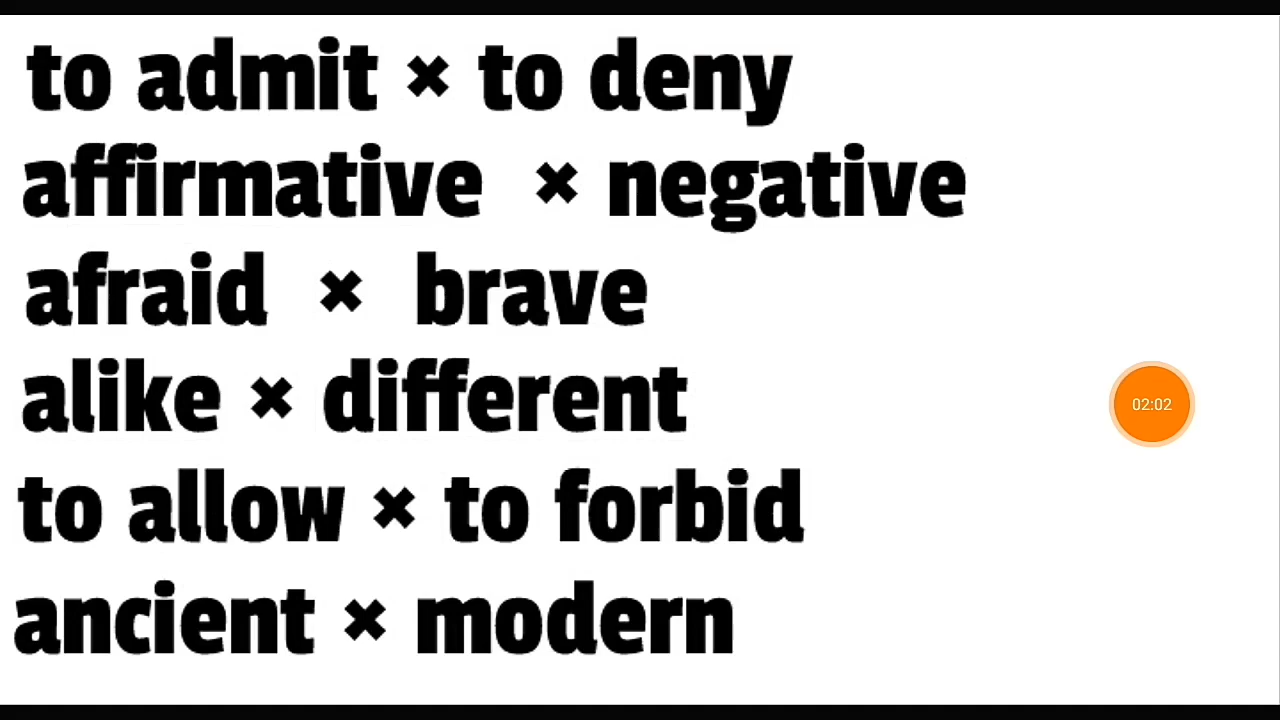 to admit × to deny
affirmative × negative
afraid × brave
alike × different
02:02
to allow × to forbid
ancient × modern